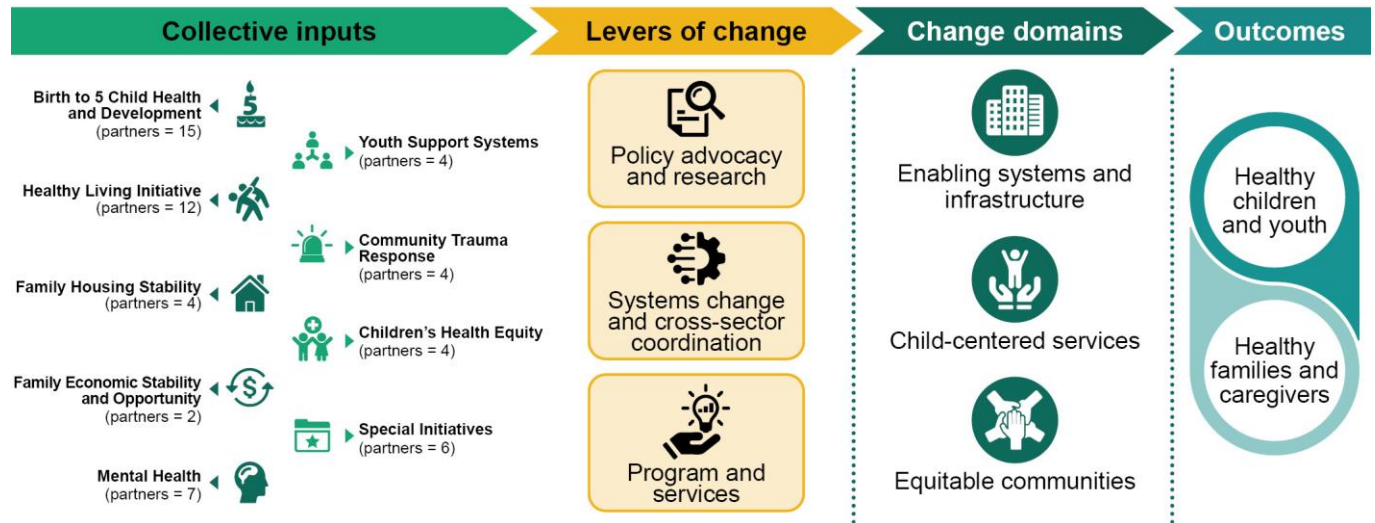 Collective inputs
Levers of change
Change domains
Outcomes
Birth to 5 Child Health
and Development
(partners = 15)
5
Youth Support Systems
(partners = 4)
Healthy Living Initiative
(partners = 12)
Community Trauma
Response
(partners = 4)
Family Housing Stability
(partners = 4)
Children's Health Equity
(partners = 4)
Family Economic Stability
and Opportunity
(partners = 2)
$
Special Initiatives
(partners = 6)
Mental Health
(partners = 7)
Policy advocacy
and research
Systems change
and cross-sector
coordination
Program and
services
Enabling systems and
infrastructure
Child-centered services
Equitable communities
Healthy
children
and youth
Healthy
families and
caregivers